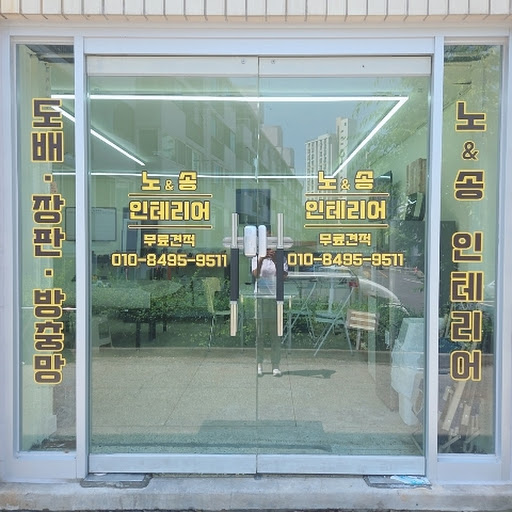 도배·장판·방충망
노&송
인테리어
무료견적
010-8495-9511
노&송
인테리어
무료견적
010-8495-9511
노&송 인테리어